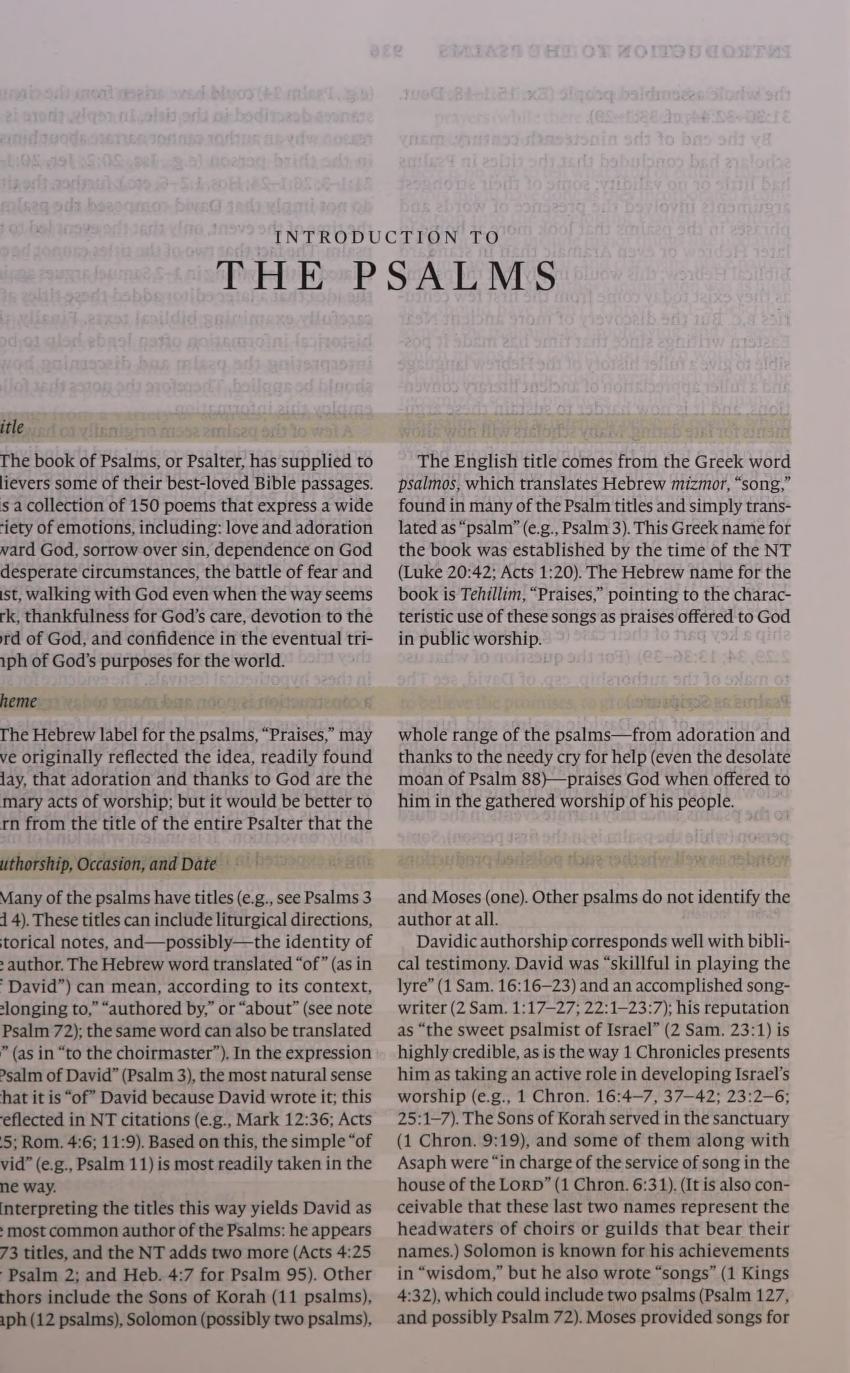 INTRODUCTION TO
THE PSALMS
itle
The book of Psalms, or Psalter, has supplied to
lievers some of their best-loved Bible passages.
s a collection of 150 poems that express a wide
riety of emotions, including: love and adoration
ward God, sorrow over sin, dependence on God
desperate circumstances, the battle of fear and
ust, walking with God even when the way seems
rk, thankfulness for God's care, devotion to the
ord of God, and confidence in the eventual tri-
mph of God's purposes for the world.
The English title comes from the Greek word
psalmos, which translates Hebrew mizmor, “song,”
found in many of the Psalm titles and simply trans-
lated as “psalm” (e.g., Psalm 3). This Greek name for
the book was established by the time of the NT
(Luke 20:42; Acts 1:20). The Hebrew name for the
book is Tehillim, “Praises,” pointing to the charac-
teristic use of these songs as praises offered to God
in public worship.
heme
The Hebrew label for the psalms, “Praises,” may
ve originally reflected the idea, readily found
day, that adoration and thanks to God are the
mary acts of worship; but it would be better to
rn from the title of the entire Psalter that the
whole range of the psalms—from adoration and
thanks to the needy cry for help (even the desolate
moan of Psalm 88)—praises God when offered to
him in the gathered worship of his people.
uthorship, Occasion, and Date
Many of the psalms have titles (e.g., see Psalms 3
d 4). These titles can include liturgical directions,
storical notes, and—possibly—the identity of
e author. The Hebrew word translated “of” (as in
f David”) can mean, according to its context,
elonging to,” “authored by,” or “about” (see note
Psalm 72); the same word can also be translated
” (as in “to the choirmaster”). In the expression
Psalm of David” (Psalm 3), the most natural sense
hat it is “of” David because David wrote it; this
reflected in NT citations (e.g., Mark 12:36; Acts
5; Rom. 4:6; 11:9). Based on this, the simple “of
vid” (e.g., Psalm 11) is most readily taken in the
me way.
Interpreting the titles this way yields David as
e most common author of the Psalms: he appears
73 titles, and the NT adds two more (Acts 4:25
r Psalm 2; and Heb. 4:7 for Psalm 95). Other
thors include the Sons of Korah (11 psalms),
aph (12 psalms), Solomon (possibly two psalms),
and Moses (one). Other psalms do not identify the
author at all.
Davidic authorship corresponds well with bibli-
cal testimony. David was “skillful in playing the
lyre” (1 Sam. 16:16–23) and an accomplished song-
writer (2 Sam. 1:17–27; 22:1–23:7); his reputation
as “the sweet psalmist of Israel” (2 Sam. 23:1) is
highly credible, as is the way 1 Chronicles presents
him as taking an active role in developing Israel's
worship (e.g., 1 Chron. 16:4–7, 37–42; 23:2–6;
25:1–7). The Sons of Korah served in the sanctuary
(1 Chron. 9:19), and some of them along with
Asaph were “in charge of the service of song in the
house of the LORD” (1 Chron. 6:31). (It is also con-
ceivable that these last two names represent the
headwaters of choirs or guilds that bear their
names.) Solomon is known for his achievements
in “wisdom,” but he also wrote “songs” (1 Kings
4:32), which could include two psalms (Psalm 127,
and possibly Psalm 72). Moses provided songs for